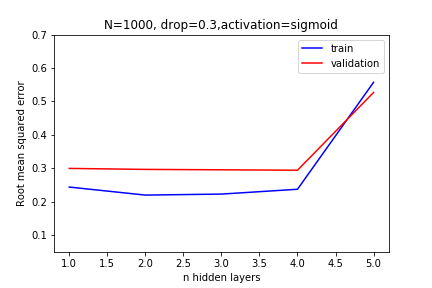 N=1000, drop=0.3,activation=sigmoid
train
validation
Root mean squared error
0.7
0.6
0.5
0.4
0.3
0.2
0.1
1.0 1.5 2.0 2.5 3.0 3.5 4.0 4.5 5.0
n hidden layers